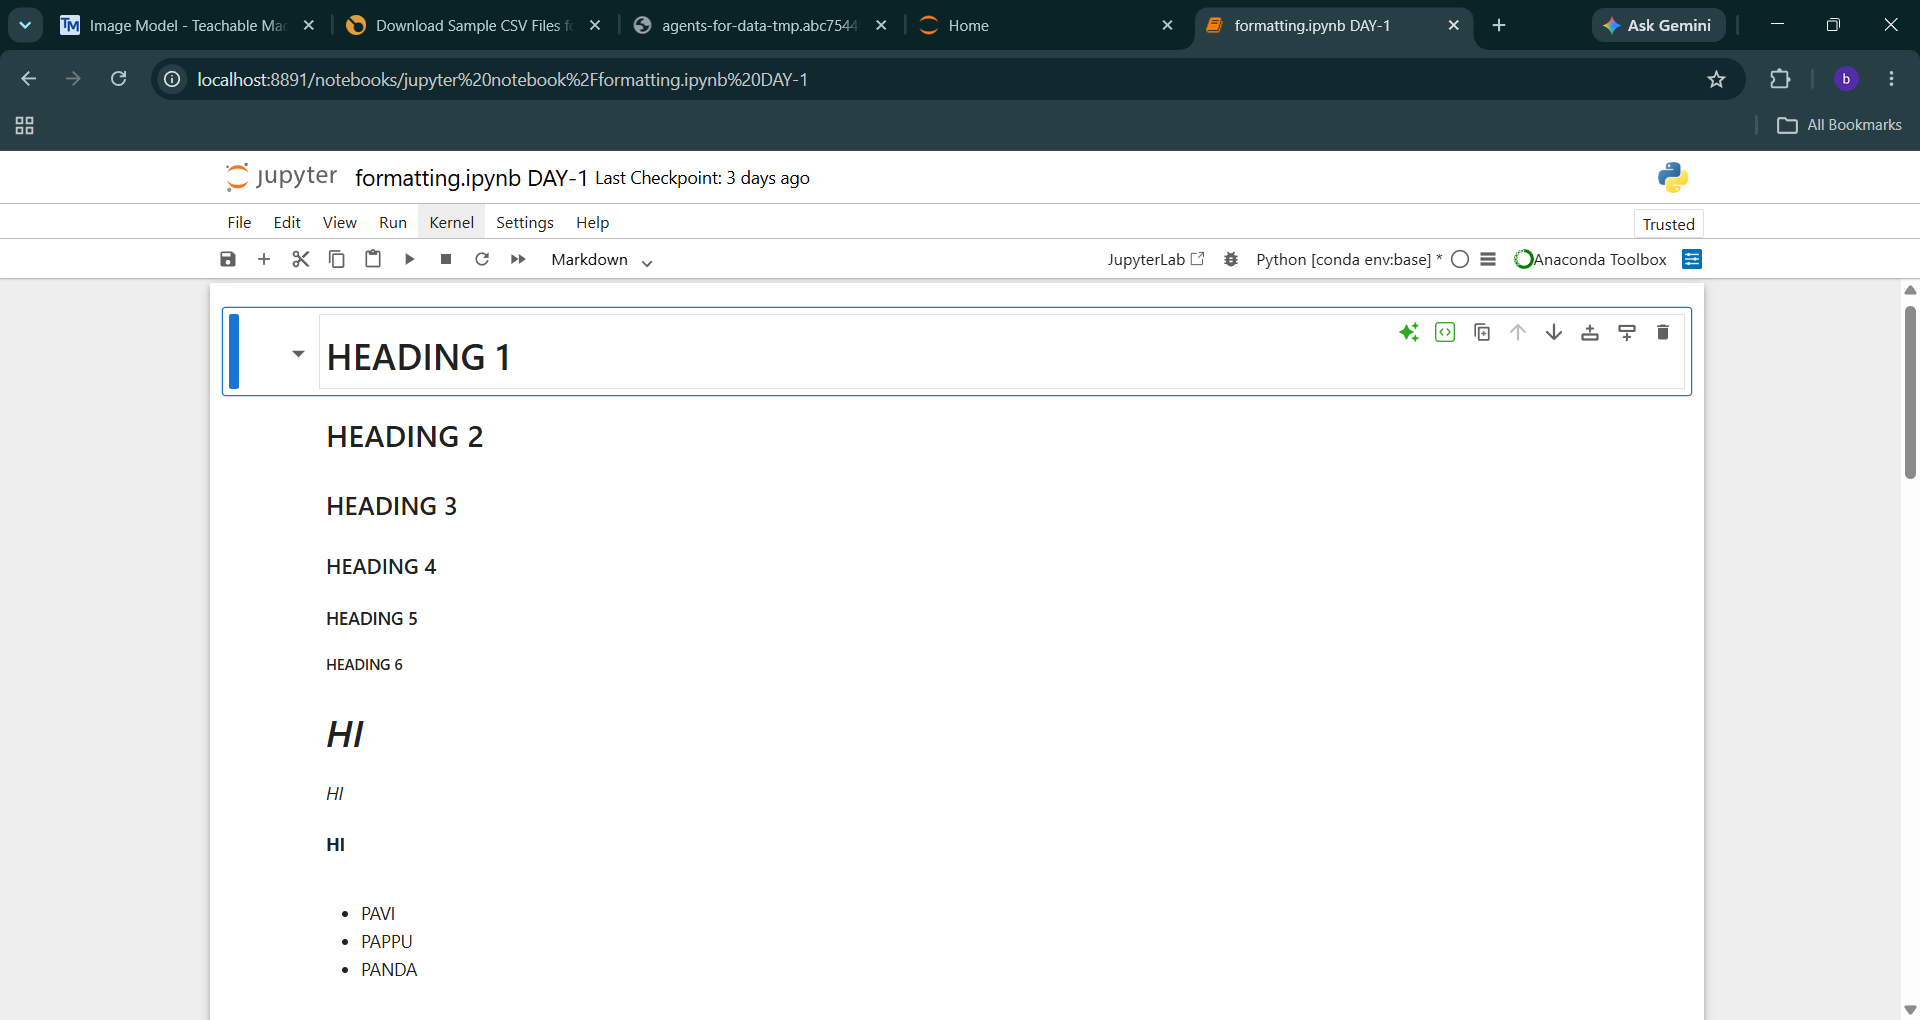 Image Model - Teachable Mac
Download Sample CSV Files fo
agents-for-data-tmp.abc7544
Home
formatting.ipynb DAY-1
Ask Gemini
localhost:8891/notebooks/jupyter%20notebook%2Fformatting.ipynb%20DAY-1
b
All Bookmarks
jupyter formatting.ipynb DAY-1 Last Checkpoint: 3 days ago
File Edit View Run Kernel Settings Help
Trusted
Markdown
JupyterLab
Python [conda env:base] *
Anaconda Toolbox
HEADING 1
HEADING 2
HEADING 3
HEADING 4
HEADING 5
HEADING 6
HI
HI
HI
• PAVI
• PAPPU
• PANDA